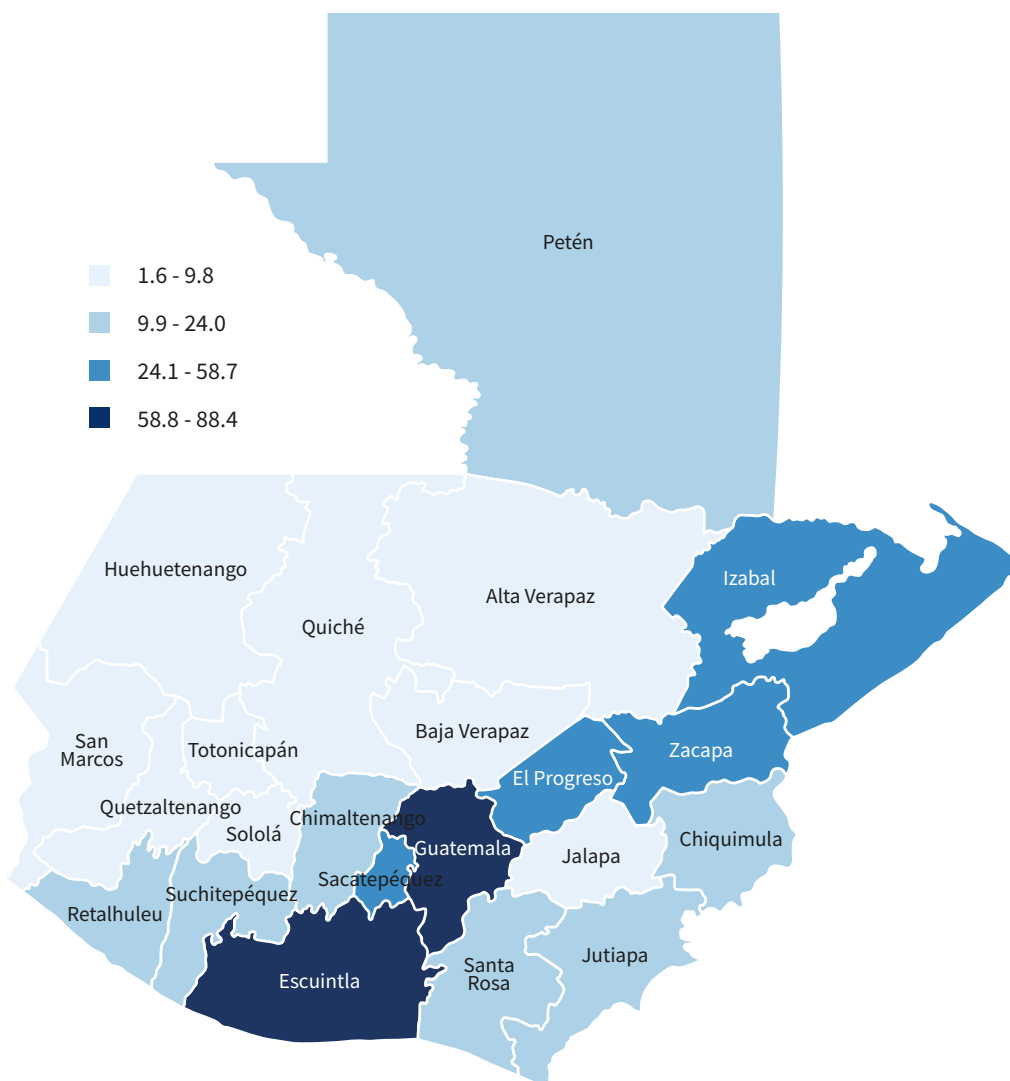 Petén
1.6 - 9.8
9.9 - 24.0
24.1 - 58.7
58.8 - 88.4
Huehuetenango
Izabal
Alta Verapaz
Quiché
San
Marcos
Totonicapán
Baja Verapaz
Zacapa
El Progreso
Quetzaltenango
Sololá
Chimaltenango
Guatemala
Jalapa
Chiquimula
Sacatepéquez
Suchitepéquez
Retalhuleu
Escuintla
Santa
Rosa
Jutiapa